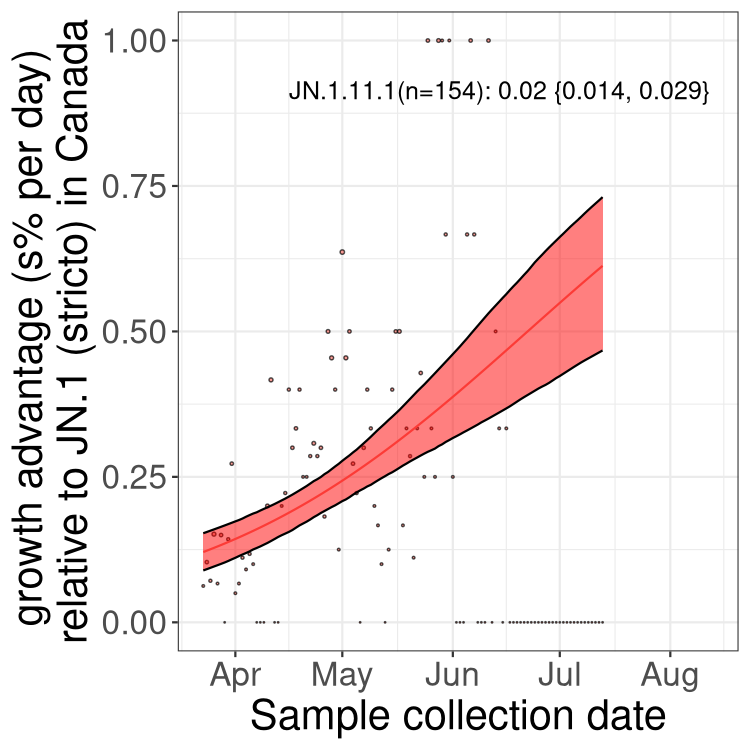 growth advantage (s% per day)
relative to JN.1 (stricto) in Canada
1.00
JN.1.11.1(n=154): 0.02 {0.014, 0.029}
0.75
0.50
0.25
0.00
Apr May Jun Jul Aug
Sample collection date